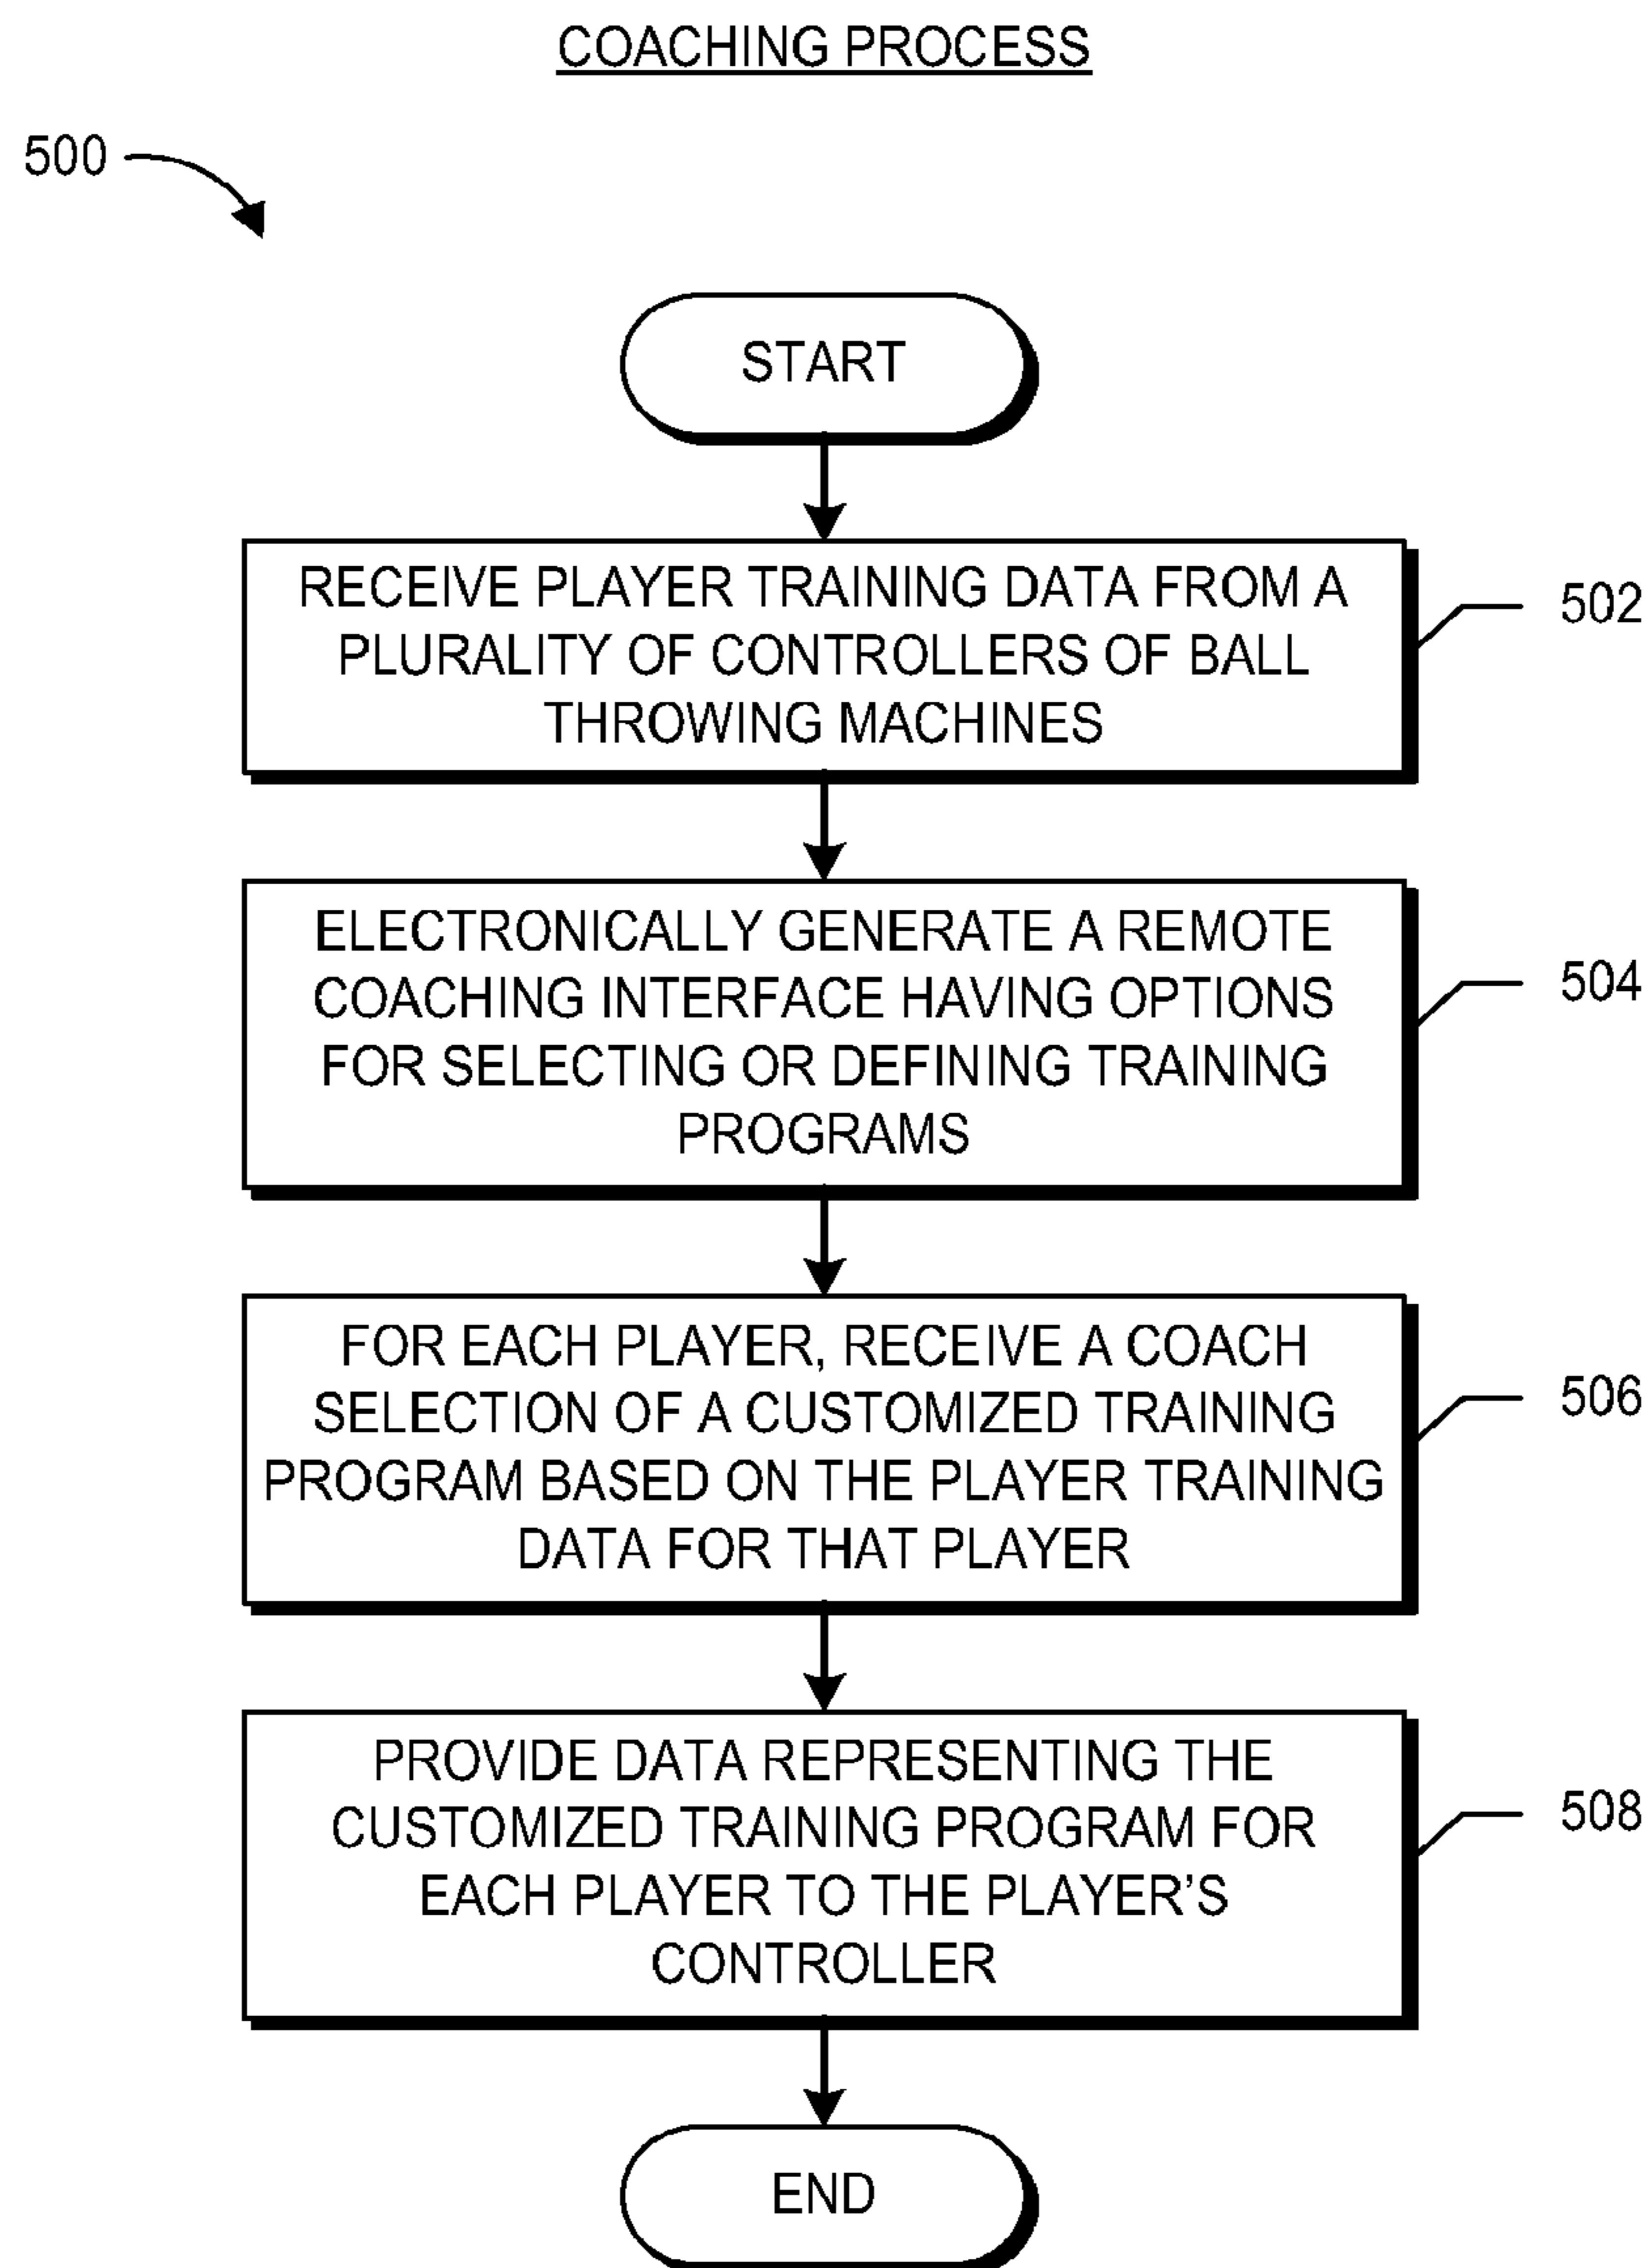 COACHING PROCESS
500
START
RECEIVE PLAYER TRAINING DATA FROM A
PLURALITY OF CONTROLLERS OF BALL
THROWING MACHINES
502
ELECTRONICALLY GENERATE A REMOTE
COACHING INTERFACE HAVING OPTIONS
FOR SELECTING OR DEFINING TRAINING
PROGRAMS
504
FOR EACH PLAYER, RECEIVE A COACH
SELECTION OF A CUSTOMIZED TRAINING
PROGRAM BASED ON THE PLAYER TRAINING
DATA FOR THAT PLAYER
506
PROVIDE DATA REPRESENTING THE
CUSTOMIZED TRAINING PROGRAM FOR
EACH PLAYER TO THE PLAYER’S
CONTROLLER
508
END